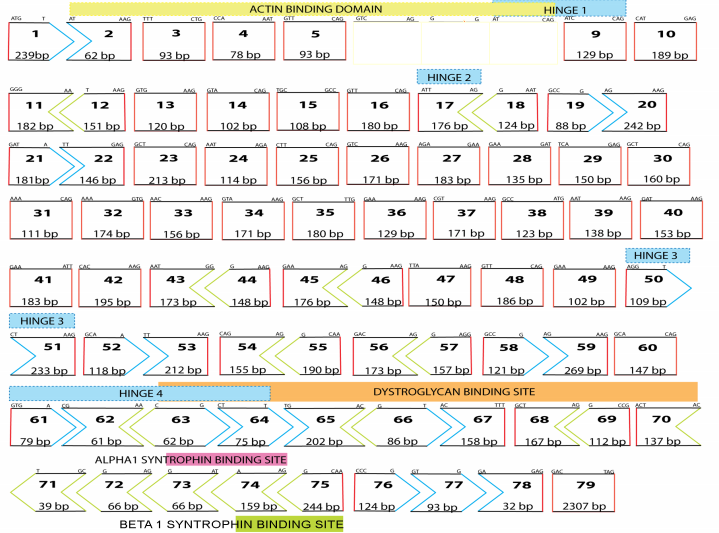 ACTIN BINDING DOMAIN HINGE 1
ATG T AT AAG TTT CTG CCA AAT GTT CAG GTC AG G G AT CAG ATC CAG CAT GAG
1 2 3 4 5 9 10
239bp 62 bp 93 bp 78 bp 93 bp 129 bp 189 bp
HINGE 2
GGG AA T AAG GTG AAG GTA CAG TGC GCC GTT CAG ATT AG G AAT GCC G AG AAG
11 12 13 14 15 16 17 18 19 20
182 bp 151 bp 120 bp 102 bp 108 bp 180 bp 176 bp 124 bp 88 bp 242 bp
GAT A TT GAG GCT CAG AAT AGA CTT CAG GTC AAG AGA GAA GAA GAT TCA GAG GCT CAG
21 22 23 24 25 26 27 28 29 30
181bp 146 bp 213 bp 114 bp 156 bp 171 bp 183 bp 135 bp 150 bp 160 bp
AAA CAG AAA GTG AAC AAG GTA AAG GCT TTG GAA AAG CGT AAG GCC ATG AAT AAG GAT AAG
31 32 33 34 35 36 37 38 39 40
111 bp 174 bp 156 bp 171 bp 180 bp 129 bp 171 bp 123 bp 138 bp 153 bp
HINGE 3
GAA ATT CAC AAG AAT GG G AAG GAA AG G AAG TTA AAG GTT CAG GAA AAG AGG T
41 42 43 44 45 46 47 48 49 50
183 bp 195 bp 173 bp 148 bp 176 bp 148 bp 150 bp 186 bp 102 bp 109 bp
HINGE 3
CT AAG GCA A TT AAG CAG AG G CAA GAC AG G AGG GCC G AG AAG GCA CAG
51 52 53 54 55 56 57 58 59 60
233 bp 118 bp 212 bp 155 bp 190 bp 173 bp 157 bp 121 bp 269 bp 147 bp
HINGE 4 DYSTROGLYCAN BINDING SITE
GTG A CG AA C G CT T TG AC G T AC TTT GCT AG G CCG ACT AC
61 62 63 64 65 66 67 68 69 70
79 bp 61 bp 62 bp 75 bp 202 bp 86 bp 158 bp 167 bp 112 bp 137 bp
ALPHA1 SYNTROPHIN BINDING SITE
T GC G AG G AT A AG G CAA CCC G GT G GA GAG GAC TAG
71 72 73 74 75 76 77 78 79
39 bp 66 bp 66 bp 159 bp 244 bp 124 bp 93 bp 32 bp 2307 bp
BETA 1 SYNTROPHIN BINDING SITE